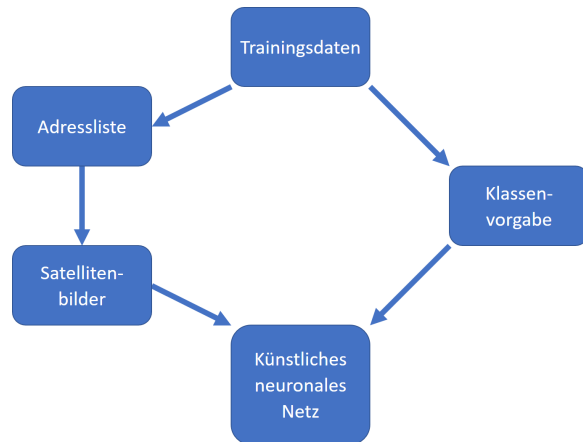 Trainingsdaten
Adressliste
Klassen-
vorgabe
Satelliten-
bilder
Künstliches
neuronales
Netz